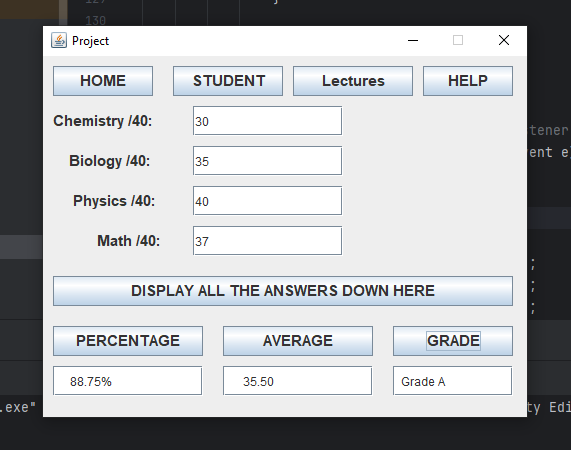 130
Project
HOME STUDENT Lectures HELP
Chemistry /40: 30
Biology /40: 35
Physics /40: 40
Math /40: 37
DISPLAY ALL THE ANSWERS DOWN HERE
PERCENTAGE AVERAGE GRADE
88.75% 35.50 Grade A
tener
ent e
;
;
;
.exe" ty Edi